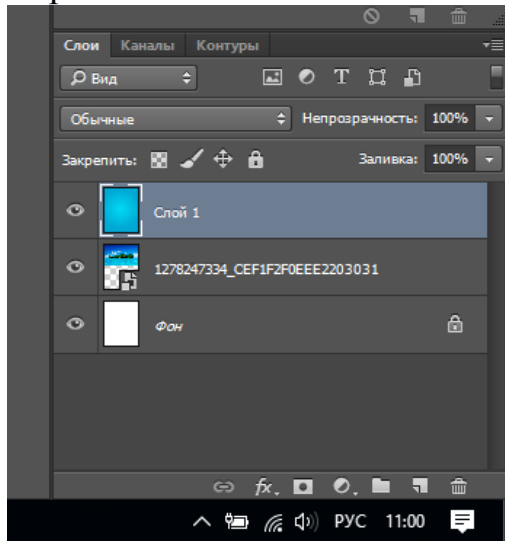 Слои Каналы Контуры
Вид
Обычные Непрозрачность: 100%
Закрепить: Заливка: 100%
Слой 1
1278247334_CEF1F2F0EEE2203031
Фон
fx.
РУС 11:00